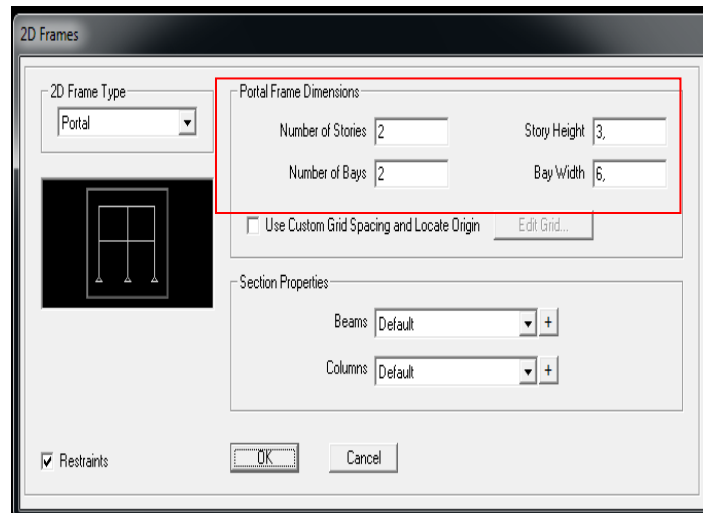 2D Frames
2D Frame Type
Portal
Portal Frame Dimensions
Number of Stories 2 Story Height 3,
Number of Bays 2 Bay Width 6,
Use Custom Grid Spacing and Locate Origin Edit Grid...
Section Properties
Beams Default +
Columns Default +
Restraints OK Cancel